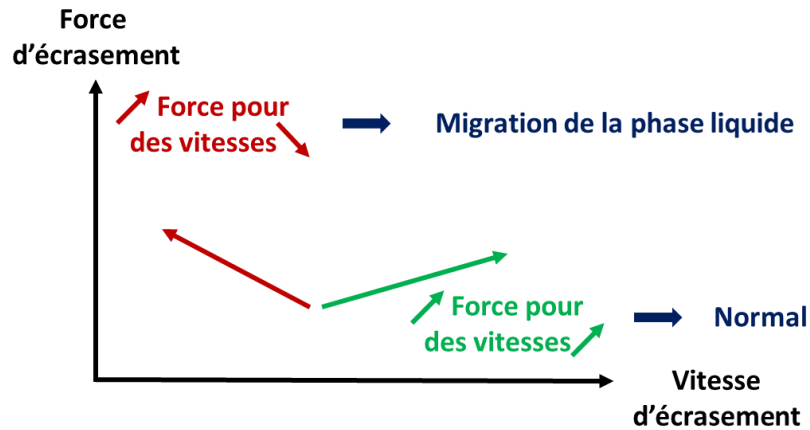 Force
d'écrasement
Force pour
des vitesses
Migration de la phase liquide
Force pour
des vitesses
Normal
Vitesse
d'écrasement